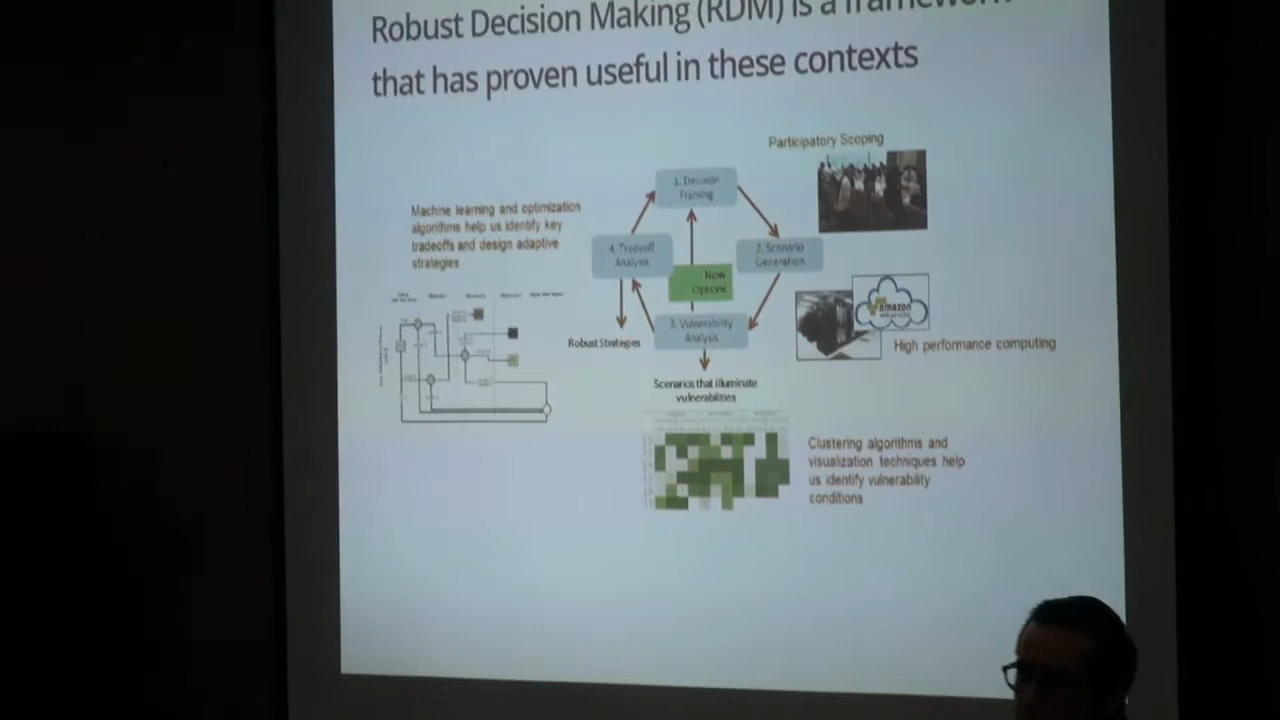 Robust Decision Making (RDM) is a framework
that has proven useful in these contexts
Participatory Scoping
1. Decision
Framing
Machine learning and optimization
algorithms help us identify key
tradeoffs and design adaptive
strategies
4. Tradeoff
Analysis
2. Scenario
Generation
New
Options
amazon
3. Vulnerability
Analysis
Robust Strategies
High performance computing
Scenarios that illuminate
vulnerabilities
Clustering algorithms and
visualization techniques help
us identify vulnerability
conditions